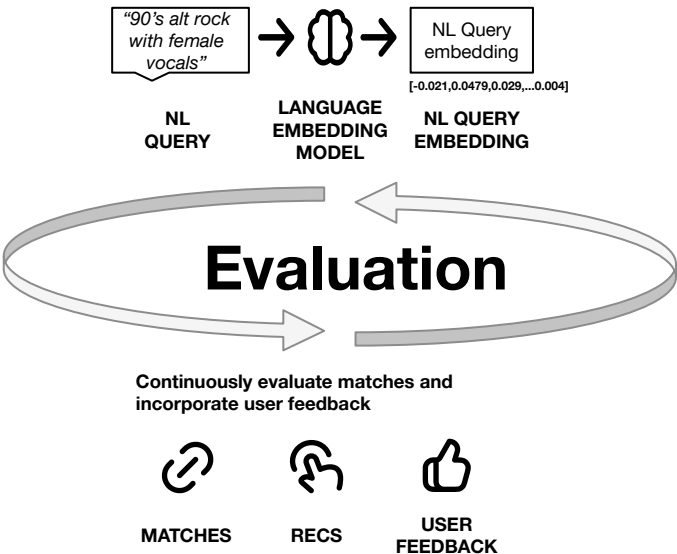 “90’s alt rock
with female
vocals”
NL Query
embedding
[-0.021,0.0479,0.029,...0.004]
NL
QUERY
LANGUAGE
EMBEDDING
MODEL
NL QUERY
EMBEDDING
Evaluation
Continuously evaluate matches and
incorporate user feedback
MATCHES
RECS
USER
FEEDBACK